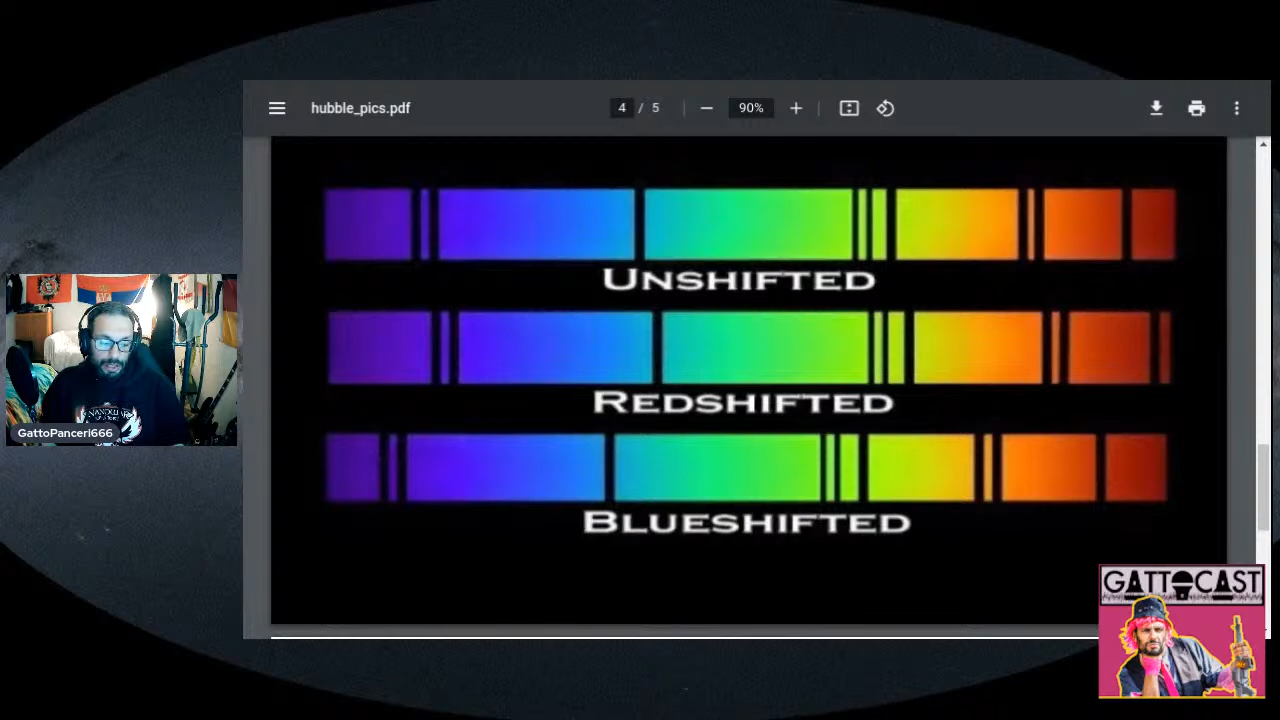 hubble_pics.pdf
4 / 5
90%
UNSHIFTED
REDSHIFTED
BLUESHIFTED
GattoPanceri666
GATTOCAST